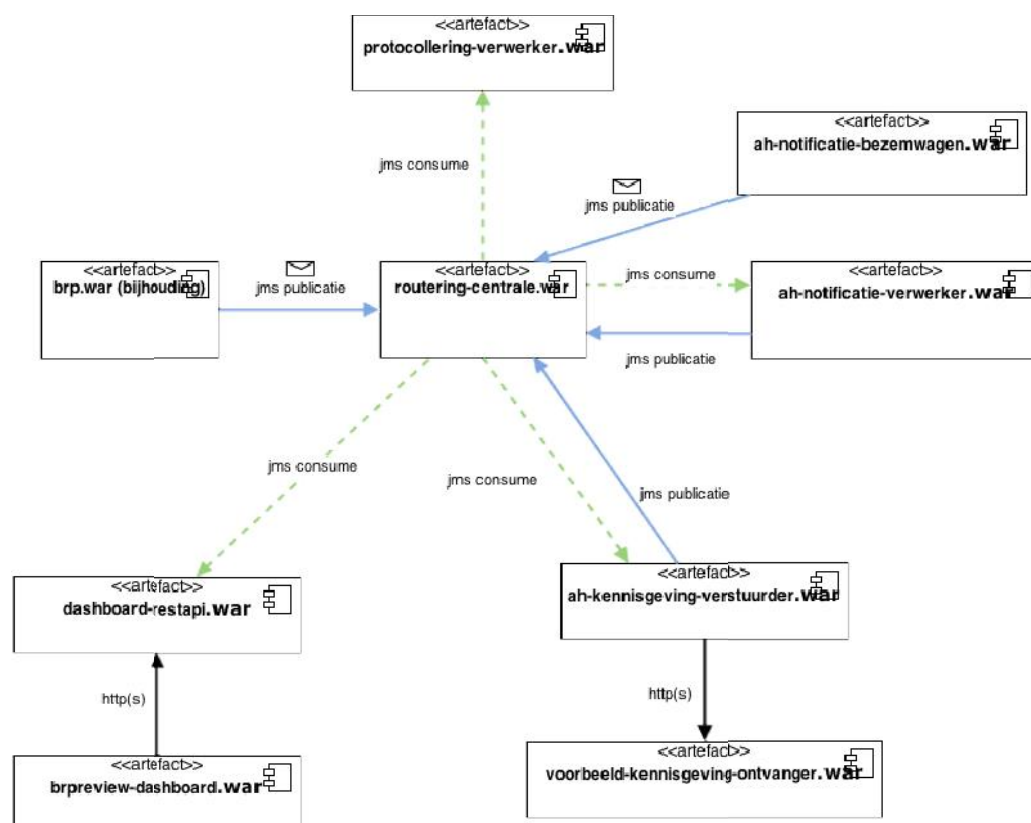 <<artefact>>
protocollering-verwerker.war
<<artefact>>
ah-notificatie-bezemwagen.war
jms consume
jms publicatie
<<artefact>>
brp.war (bijhouding)
jms publicatie
<<artefact>>
routering-centrale.war
jms consume
<<artefact>>
ah-notificatie-verwerker.war
jms publicatie
jms consume
jms consume
jms publicatie
<<artefact>>
dashboard-restapi.war
<<artefact>>
ah-kennisgeving-verstuurder.war
http(s)
http(s)
<<artefact>>
brpreview-dashboard.war
<<artefact>>
voorbeeld-kennisgeving-ontvanger.war